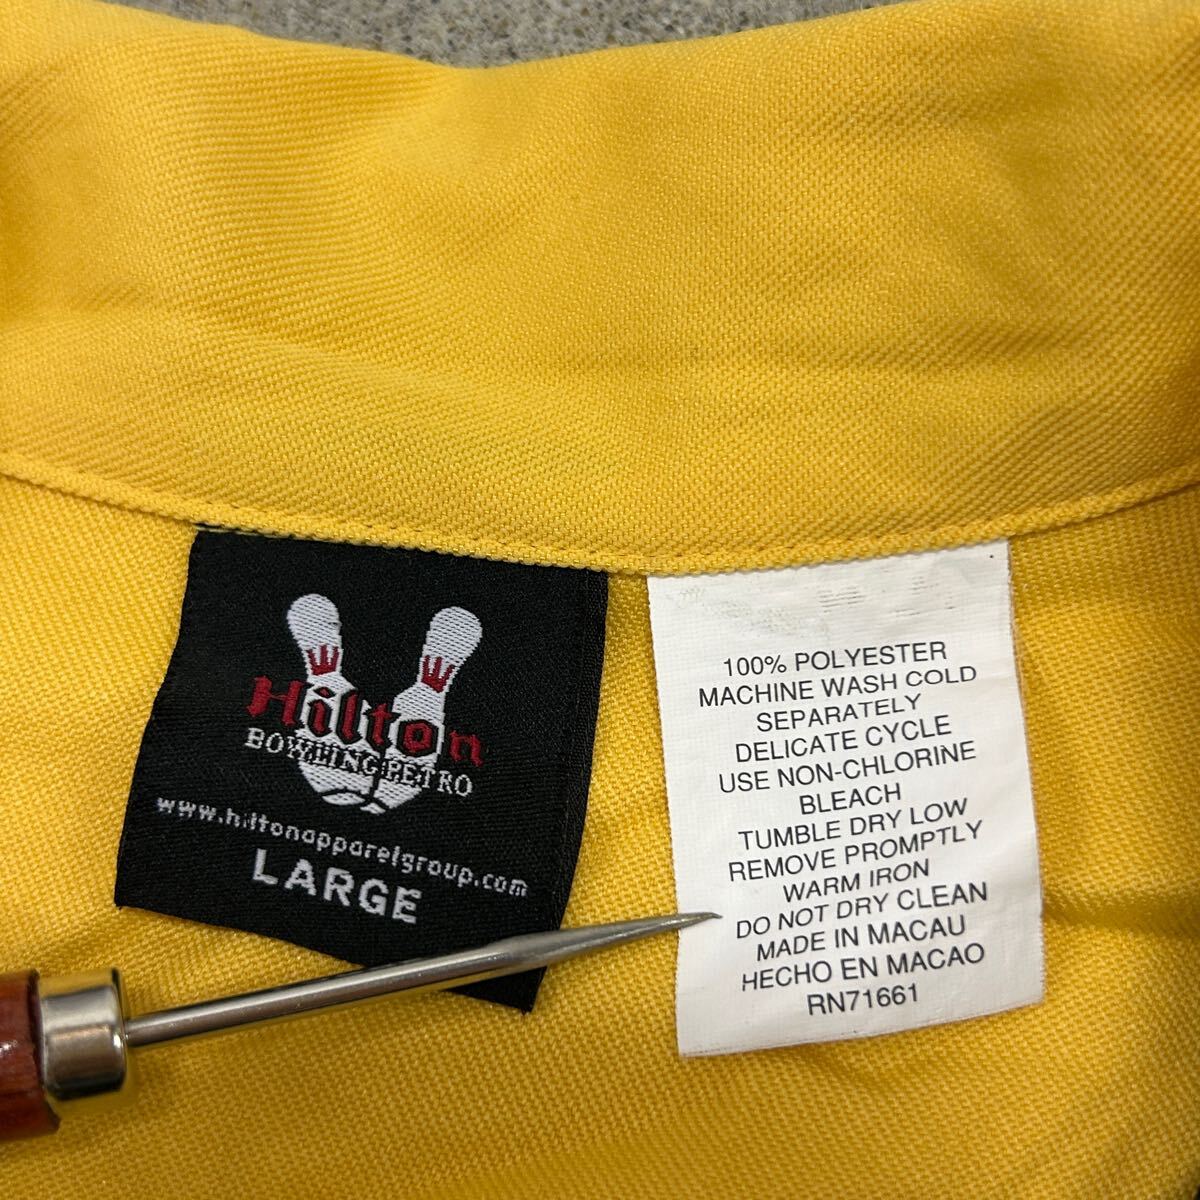 Hilton
BOWLING RETRO
www.hiltonapparelgroup.com
LARGE
100% POLYESTER
MACHINE WASH COLD
SEPARATELY
DELICATE CYCLE
USE NON-CHLORINE
BLEACH
TUMBLE DRY LOW
REMOVE PROMPTLY
WARM IRON
DO NOT DRY CLEAN
MADE IN MACAU
HECHO EN MACAO
RN71661